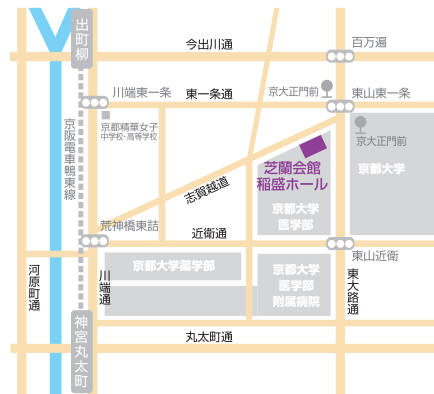 出町柳
今出川通
百万遍
川端東一条
東一条通
京大正門前
東山東一条
京都精華女子
中学校・高等学校
京大正門前
京阪電車鴨東線
芝蘭会館
稲盛ホール
京都大学
志賀越道
京都大学
医学部
荒神橋東詰
近衛通
東山近衛
河原町通
川端通
京都大学薬学部
京都大学
医学部
附属病院
東大路通
神宮丸太町
丸太町通